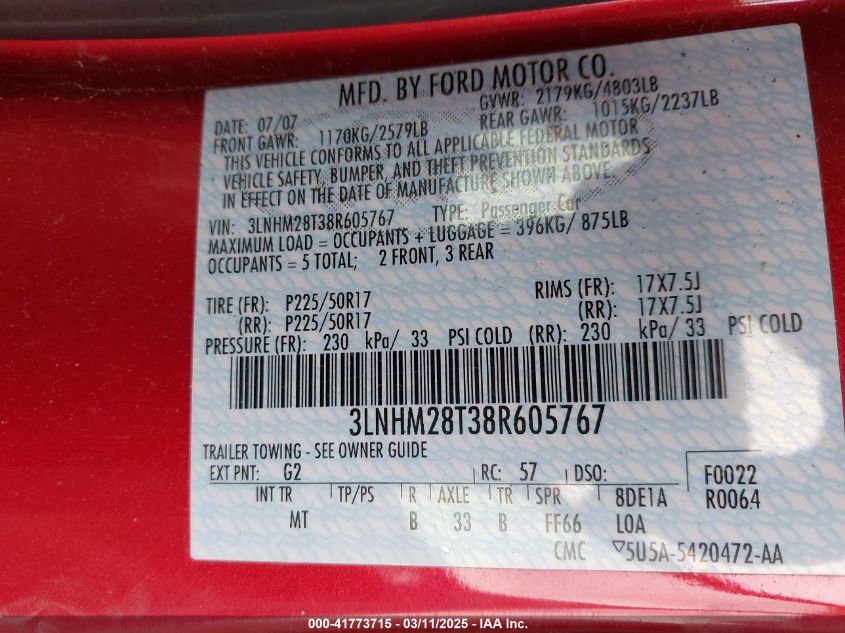 MFD. BY FORD MOTOR CO.
DATE: 07/07 GVWR: 2179KG/4803LB
FRONT GAWR: 1170KG/2579LB REAR GAWR: 1015KG/2237LB
THIS VEHICLE CONFORMS TO ALL APPLICABLE FEDERAL MOTOR
VEHICLE SAFETY, BUMPER, AND THEFT PREVENTION STANDARDS
IN EFFECT ON THE DATE OF MANUFACTURE SHOWN ABOVE.
VIN: 3LNHM28T38R605767 TYPE: Passenger Car
MAXIMUM LOAD = OCCUPANTS + LUGGAGE = 396KG/ 875LB
OCCUPANTS = 5 TOTAL; 2 FRONT, 3 REAR
TIRE (FR): P225/50R17 RIMS (FR): 17X7.5J
(RR): P225/50R17 (RR): 17X7.5J
PRESSURE (FR): 230 kPa/ 33 PSI COLD (RR): 230 kPa/ 33 PSI COLD
3LNHM28T38R605767
TRAILER TOWING - SEE OWNER GUIDE
EXT PNT: G2 RC: 57 DSO: F0022
INT TR TP/PS R AXLE TR SPR 8DE1A R0064
MT B 33 B FF66 LOA
CMC ▽5U5A-5420472-AA
000-41773715 - 03/11/2025 - IAA Inc.